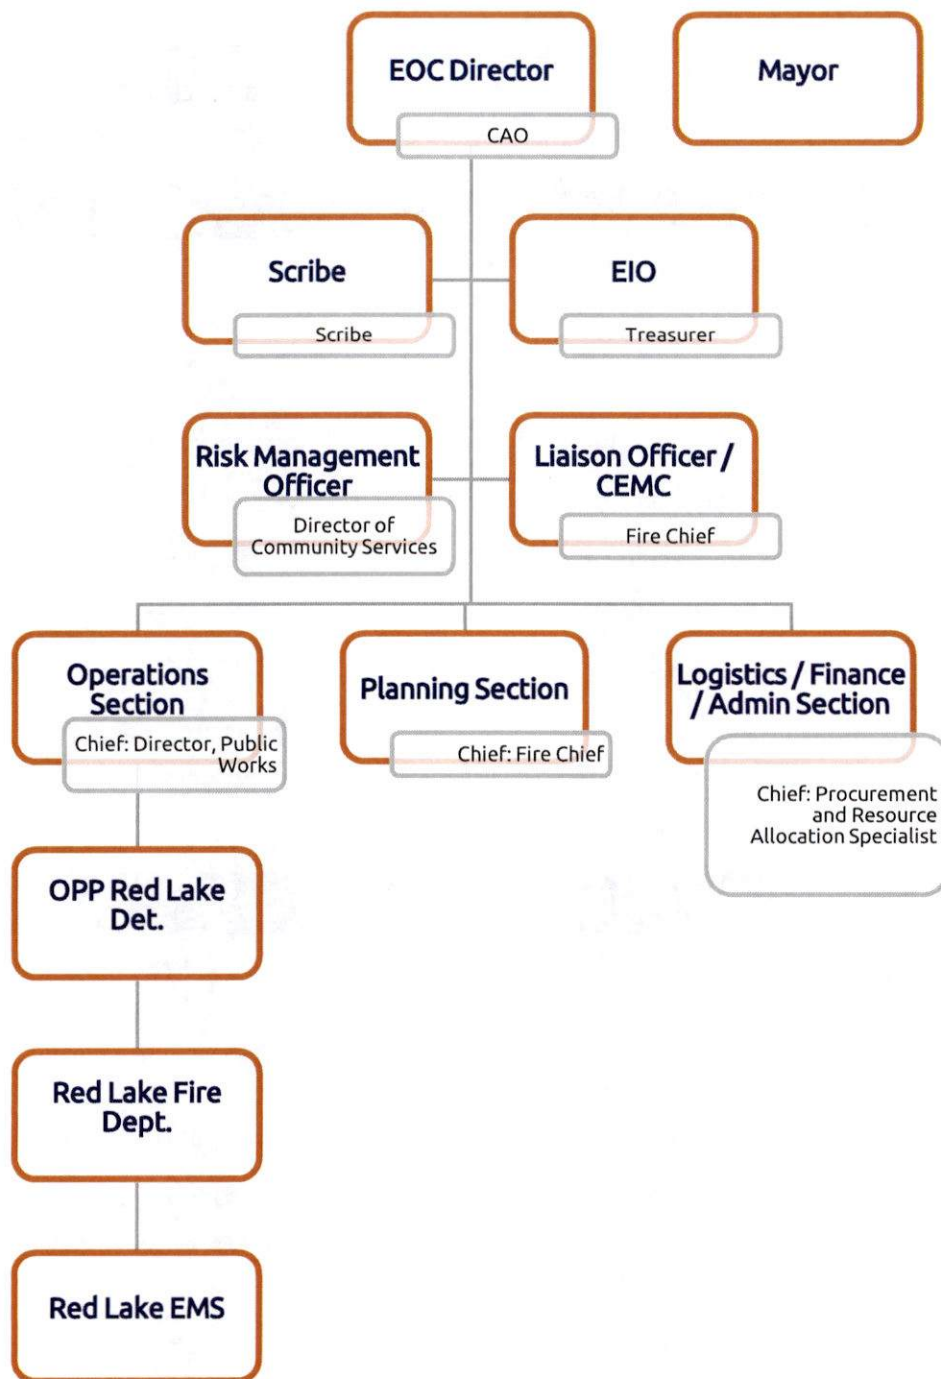 EOC Director
CAO
Mayor
Scribe
Scribe
EIO
Treasurer
Risk Management
Officer
Director of
Community Services
Liaison Officer /
CEMC
Fire Chief
Operations
Section
Chief: Director, Public
Works
Planning Section
Chief: Fire Chief
Logistics / Finance
/ Admin Section
Chief: Procurement
and Resource
Allocation Specialist
OPP Red Lake
Det.
Red Lake Fire
Dept.
Red Lake EMS